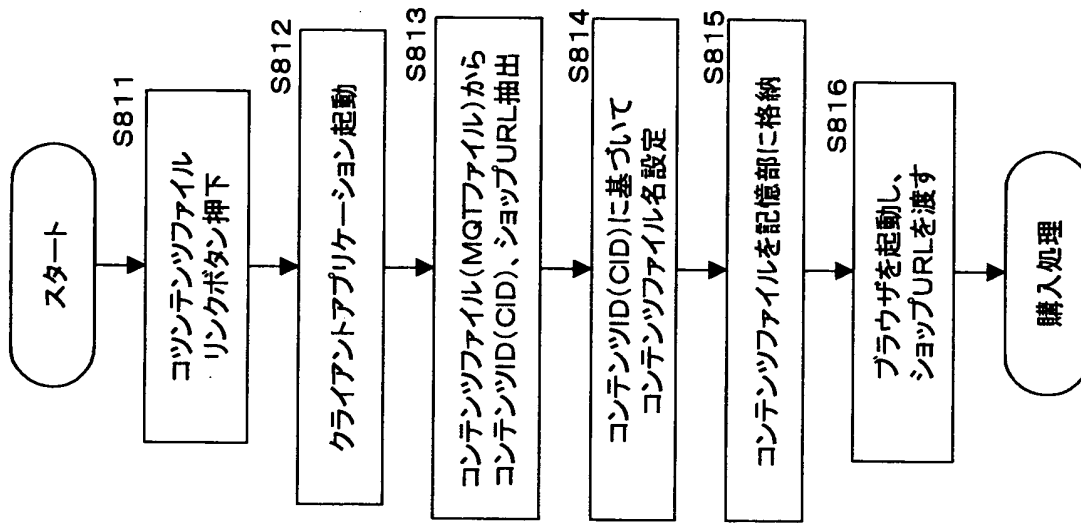 スタート
S811
コツンテンツファイル
リンクボタン押下
S812
クライアントアプリケーション起動
S813
コンテンツファイル(MQTファイル)から
コンテンツID(CID)、ショップURL抽出
S814
コンテンツID(CID)に基づいて
コンテンツファイル名設定
S815
コンテンツファイルを記憶部に格納
S816
ブラウザを起動し、
ショップURLを渡す
購入処理